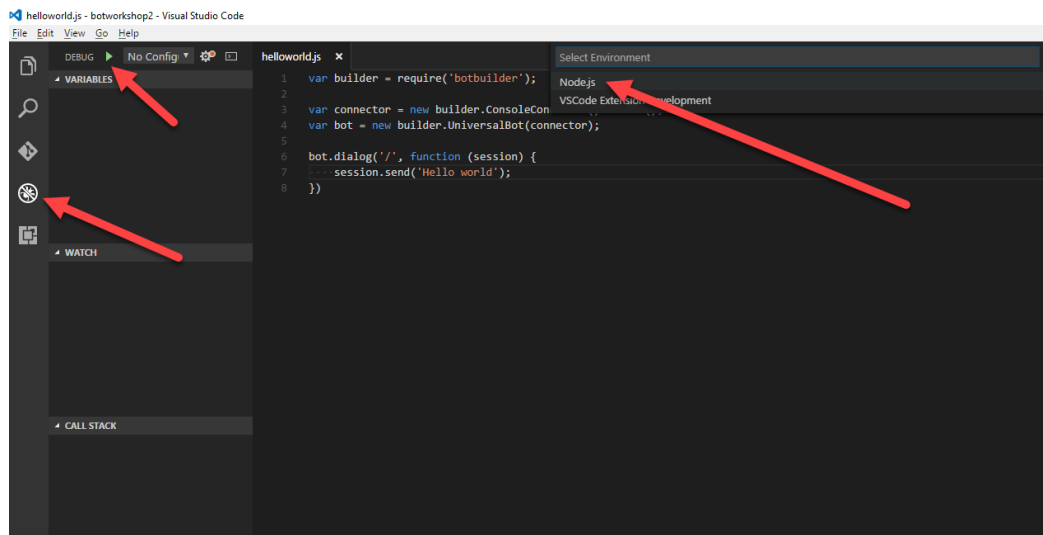 helloworld.js - botworkshop2 - Visual Studio Code
File Edit View Go Help
DEBUG No Config
helloworld.js ×
Select Environment
Node.js
VSCode Extension Development
VARIABLES
1 var builder = require('botbuilder');
2
3 var connector = new builder.ConsoleCon
4 var bot = new builder.UniversalBot(connector);
5
6 bot.dialog('/', function (session) {
7 ····session.send('Hello world');
8 })
WATCH
CALL STACK